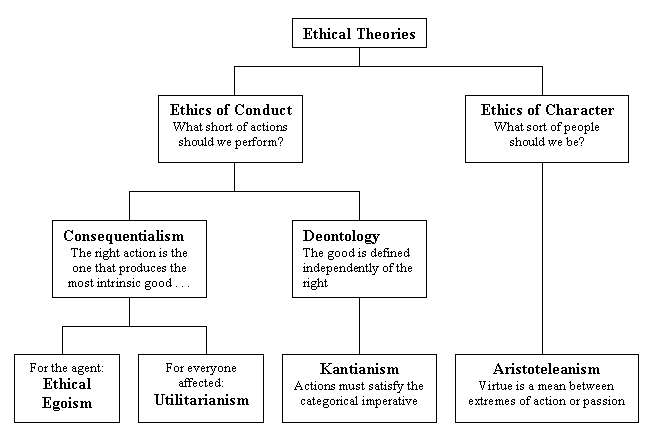 Ethical Theories
Ethics of Conduct
What short of actions
should we perform?
Ethics of Character
What sort of people
should we be?
Consequentialism
The right action is the
one that produces the
most intrinsic good . . .
Deontology
The good is defined
independently of the
right
For the agent:
Ethical
Egoism
For everyone
affected:
Utilitarianism
Kantianism
Actions must satisfy the
categorical imperative
Aristoteleanism
Virtue is a mean between
extremes of action or passion